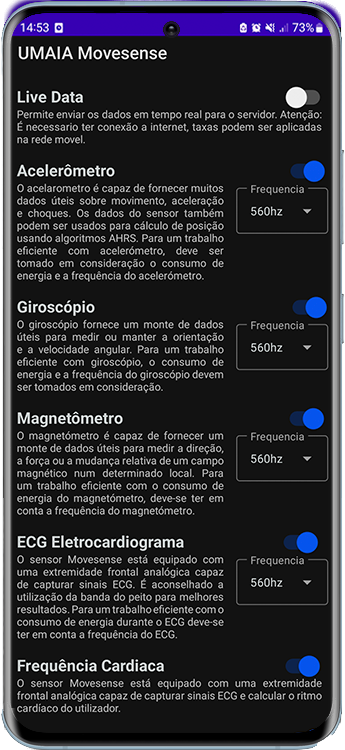 14:53
73%
UMAIA Movesense
Live Data
Permite enviar os dados em tempo real para o servidor. Atenção:
É necessario ter conexão a internet, taxas podem ser aplicadas
na rede movel.
Acelerômetro
O acelarometro é capaz de fornecer muitos
dados úteis sobre movimento, aceleração
e choques. Os dados do sensor também
podem ser usados para cálculo de posição
usando algoritmos AHRS. Para um trabalho
eficiente com acelerómetro, deve ser
tomado em consideração o consumo de
energia e a frequência do acelerómetro.
Frequencia
560hz
Giroscópio
O giroscópio fornece um monte de dados
úteis para medir ou manter a orientação
e a velocidade angular. Para um trabalho
eficiente com giroscópio, o consumo de
energia e a frequência do giroscópio devem
ser tomados em consideração.
Frequencia
560hz
Magnetômetro
O magnetómetro é capaz de fornecer um
monte de dados úteis para medir a direção,
a força ou a mudança relativa de um campo
magnético num determinado local. Para
um trabalho eficiente com o consumo de
energia do magnetómetro, deve-se ter em
conta a frequência do magnetómetro.
Frequencia
560hz
ECG Eletrocardiograma
O sensor Movesense está equipado com
uma extremidade frontal analógica capaz
de capturar sinais ECG. É aconselhado a
utilização da banda do peito para melhores
resultados. Para um trabalho eficiente com o
consumo de energia durante o ECG deve-se
ter em conta a frequência do ECG.
Frequencia
560hz
Frequência Cardiaca
O sensor Movesense está equipado com uma extremidade
frontal analógica capaz de capturar sinais ECG e calcular o ritmo
cardíaco do utilizador.